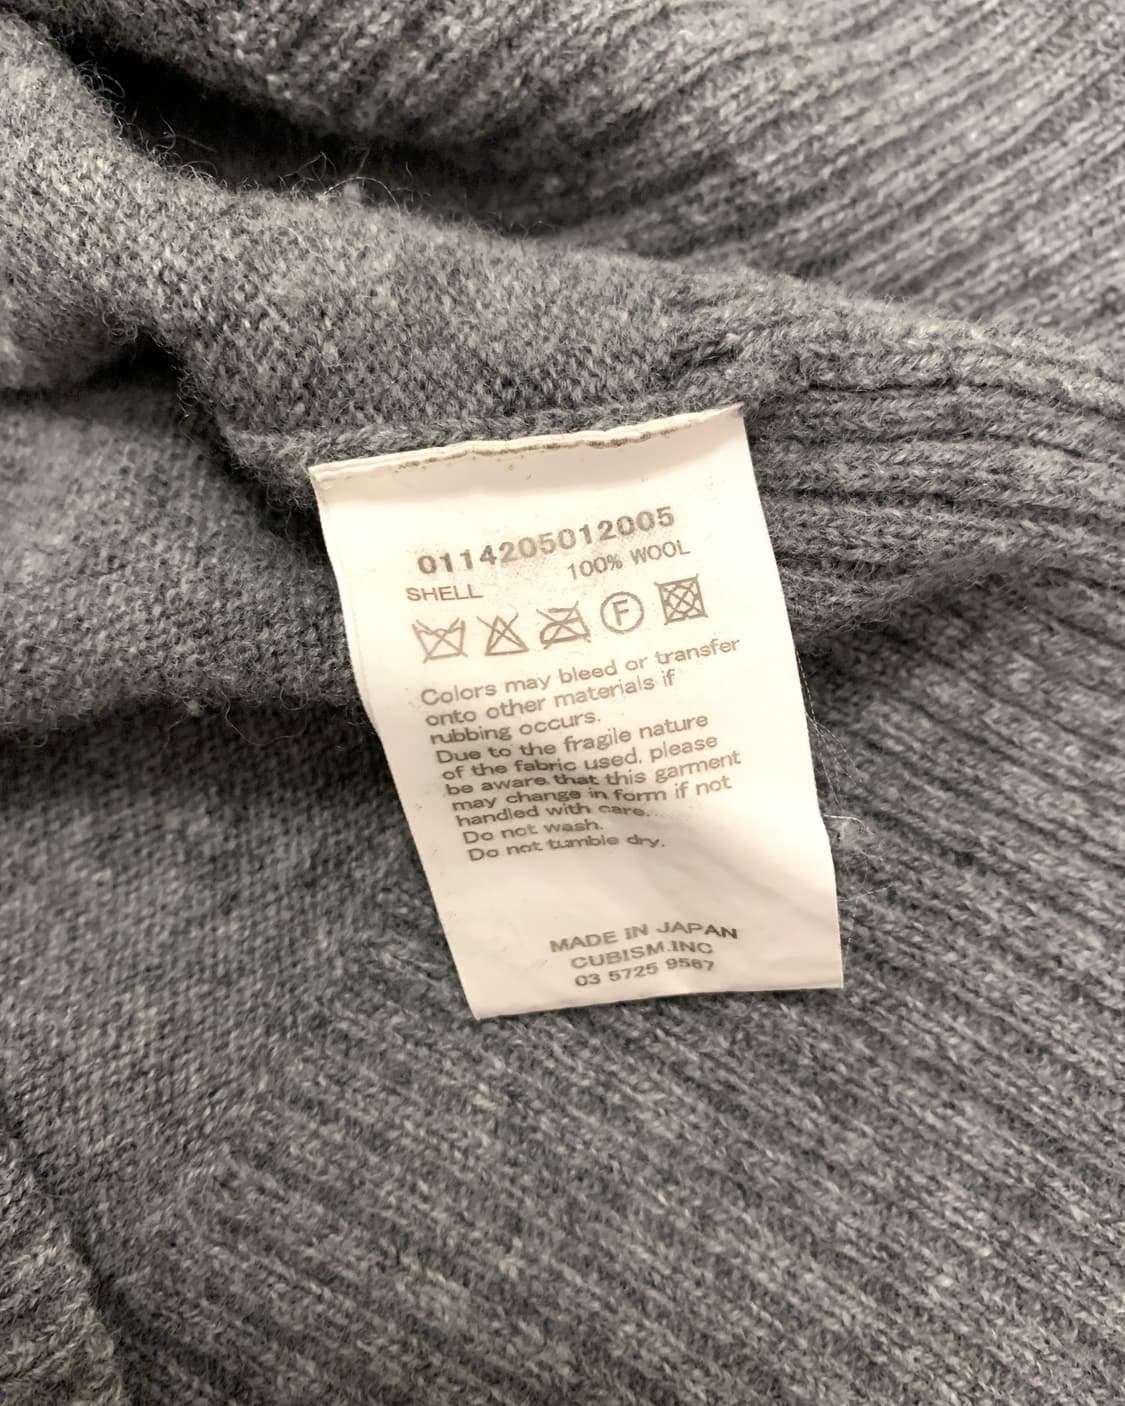 0114205012005
SHELL 100% WOOL
F
Colors may bleed or transfer
onto other materials if
rubbing occurs.
Due to the fragile nature
of the fabric used, please
be aware that this garment
may change in form if not
handled with care.
Do not wash.
Do not tumble dry.
MADE IN JAPAN
CUBISM.INC
03 5725 9567